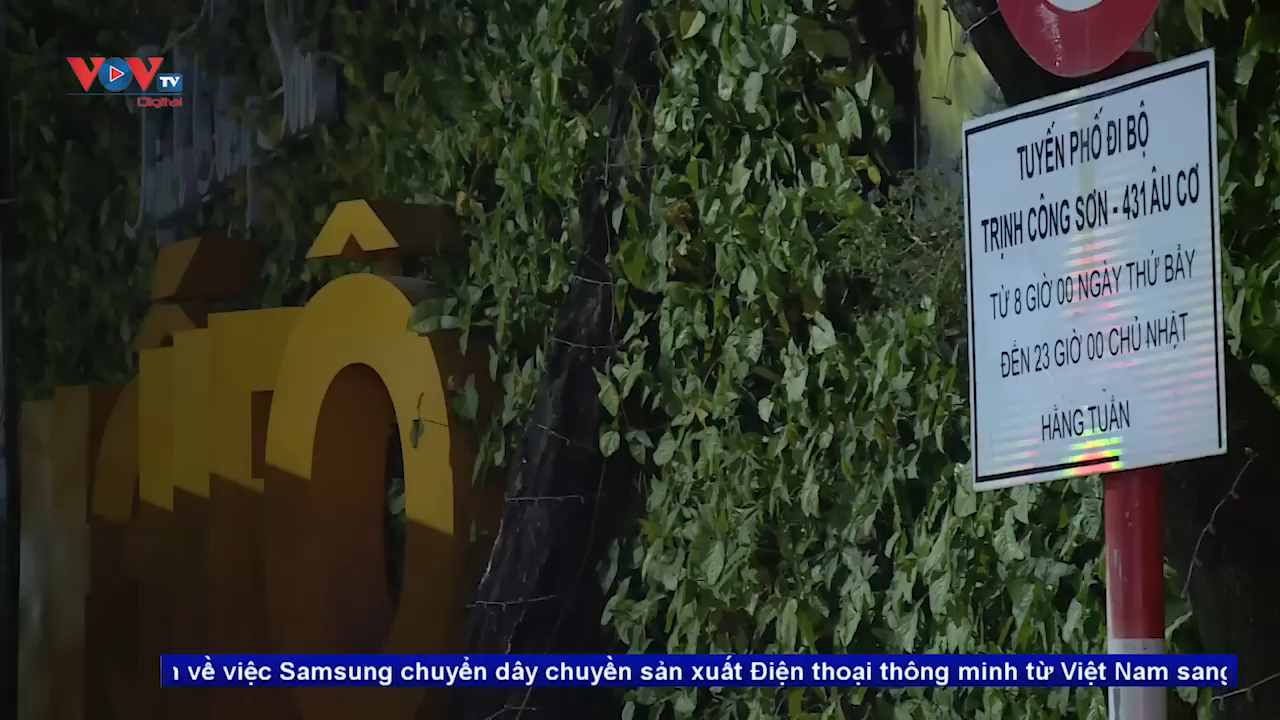 VOV TV
Digital
TUYẾN PHỐ ĐI BỘ
TRỊNH CÔNG SƠN - 431 ÂU CƠ
TỪ 8 GIỜ 00 NGÀY THỨ BẢY
ĐẾN 23 GIỜ 00 CHỦ NHẬT
HẰNG TUẦN
về việc Samsung chuyển dây chuyền sản xuất Điện thoại thông minh từ Việt Nam sang